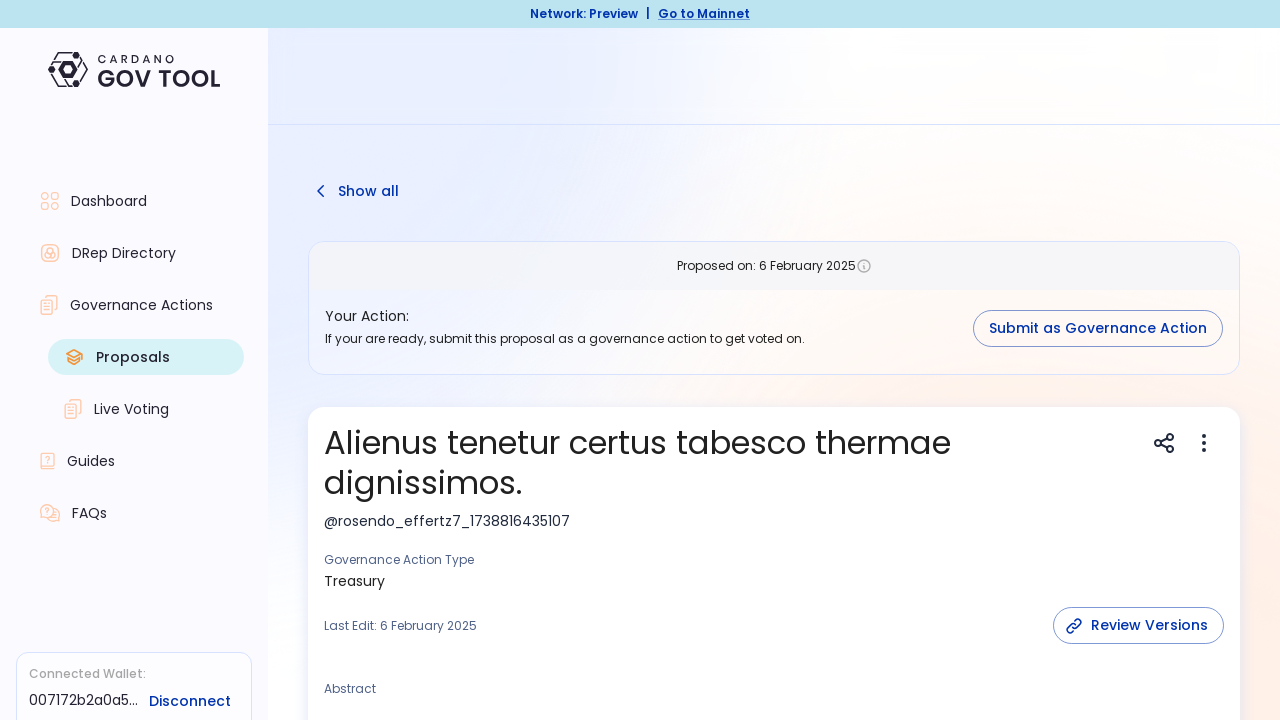 Network: Preview | Go to Mainnet
CARDANO
GOV TOOL
Dashboard
DRep Directory
Governance Actions
Proposals
Live Voting
Guides
FAQs
Connected Wallet:
007172b2a0a5... Disconnect
Show all
Proposed on: 6 February 2025
Your Action:
If your are ready, submit this proposal as a governance action to get voted on.
Submit as Governance Action
Alienus tenetur certus tabesco thermae
dignissimos.
@rosendo_effertz7_1738816435107
Governance Action Type
Treasury
Last Edit: 6 February 2025
Review Versions
Abstract